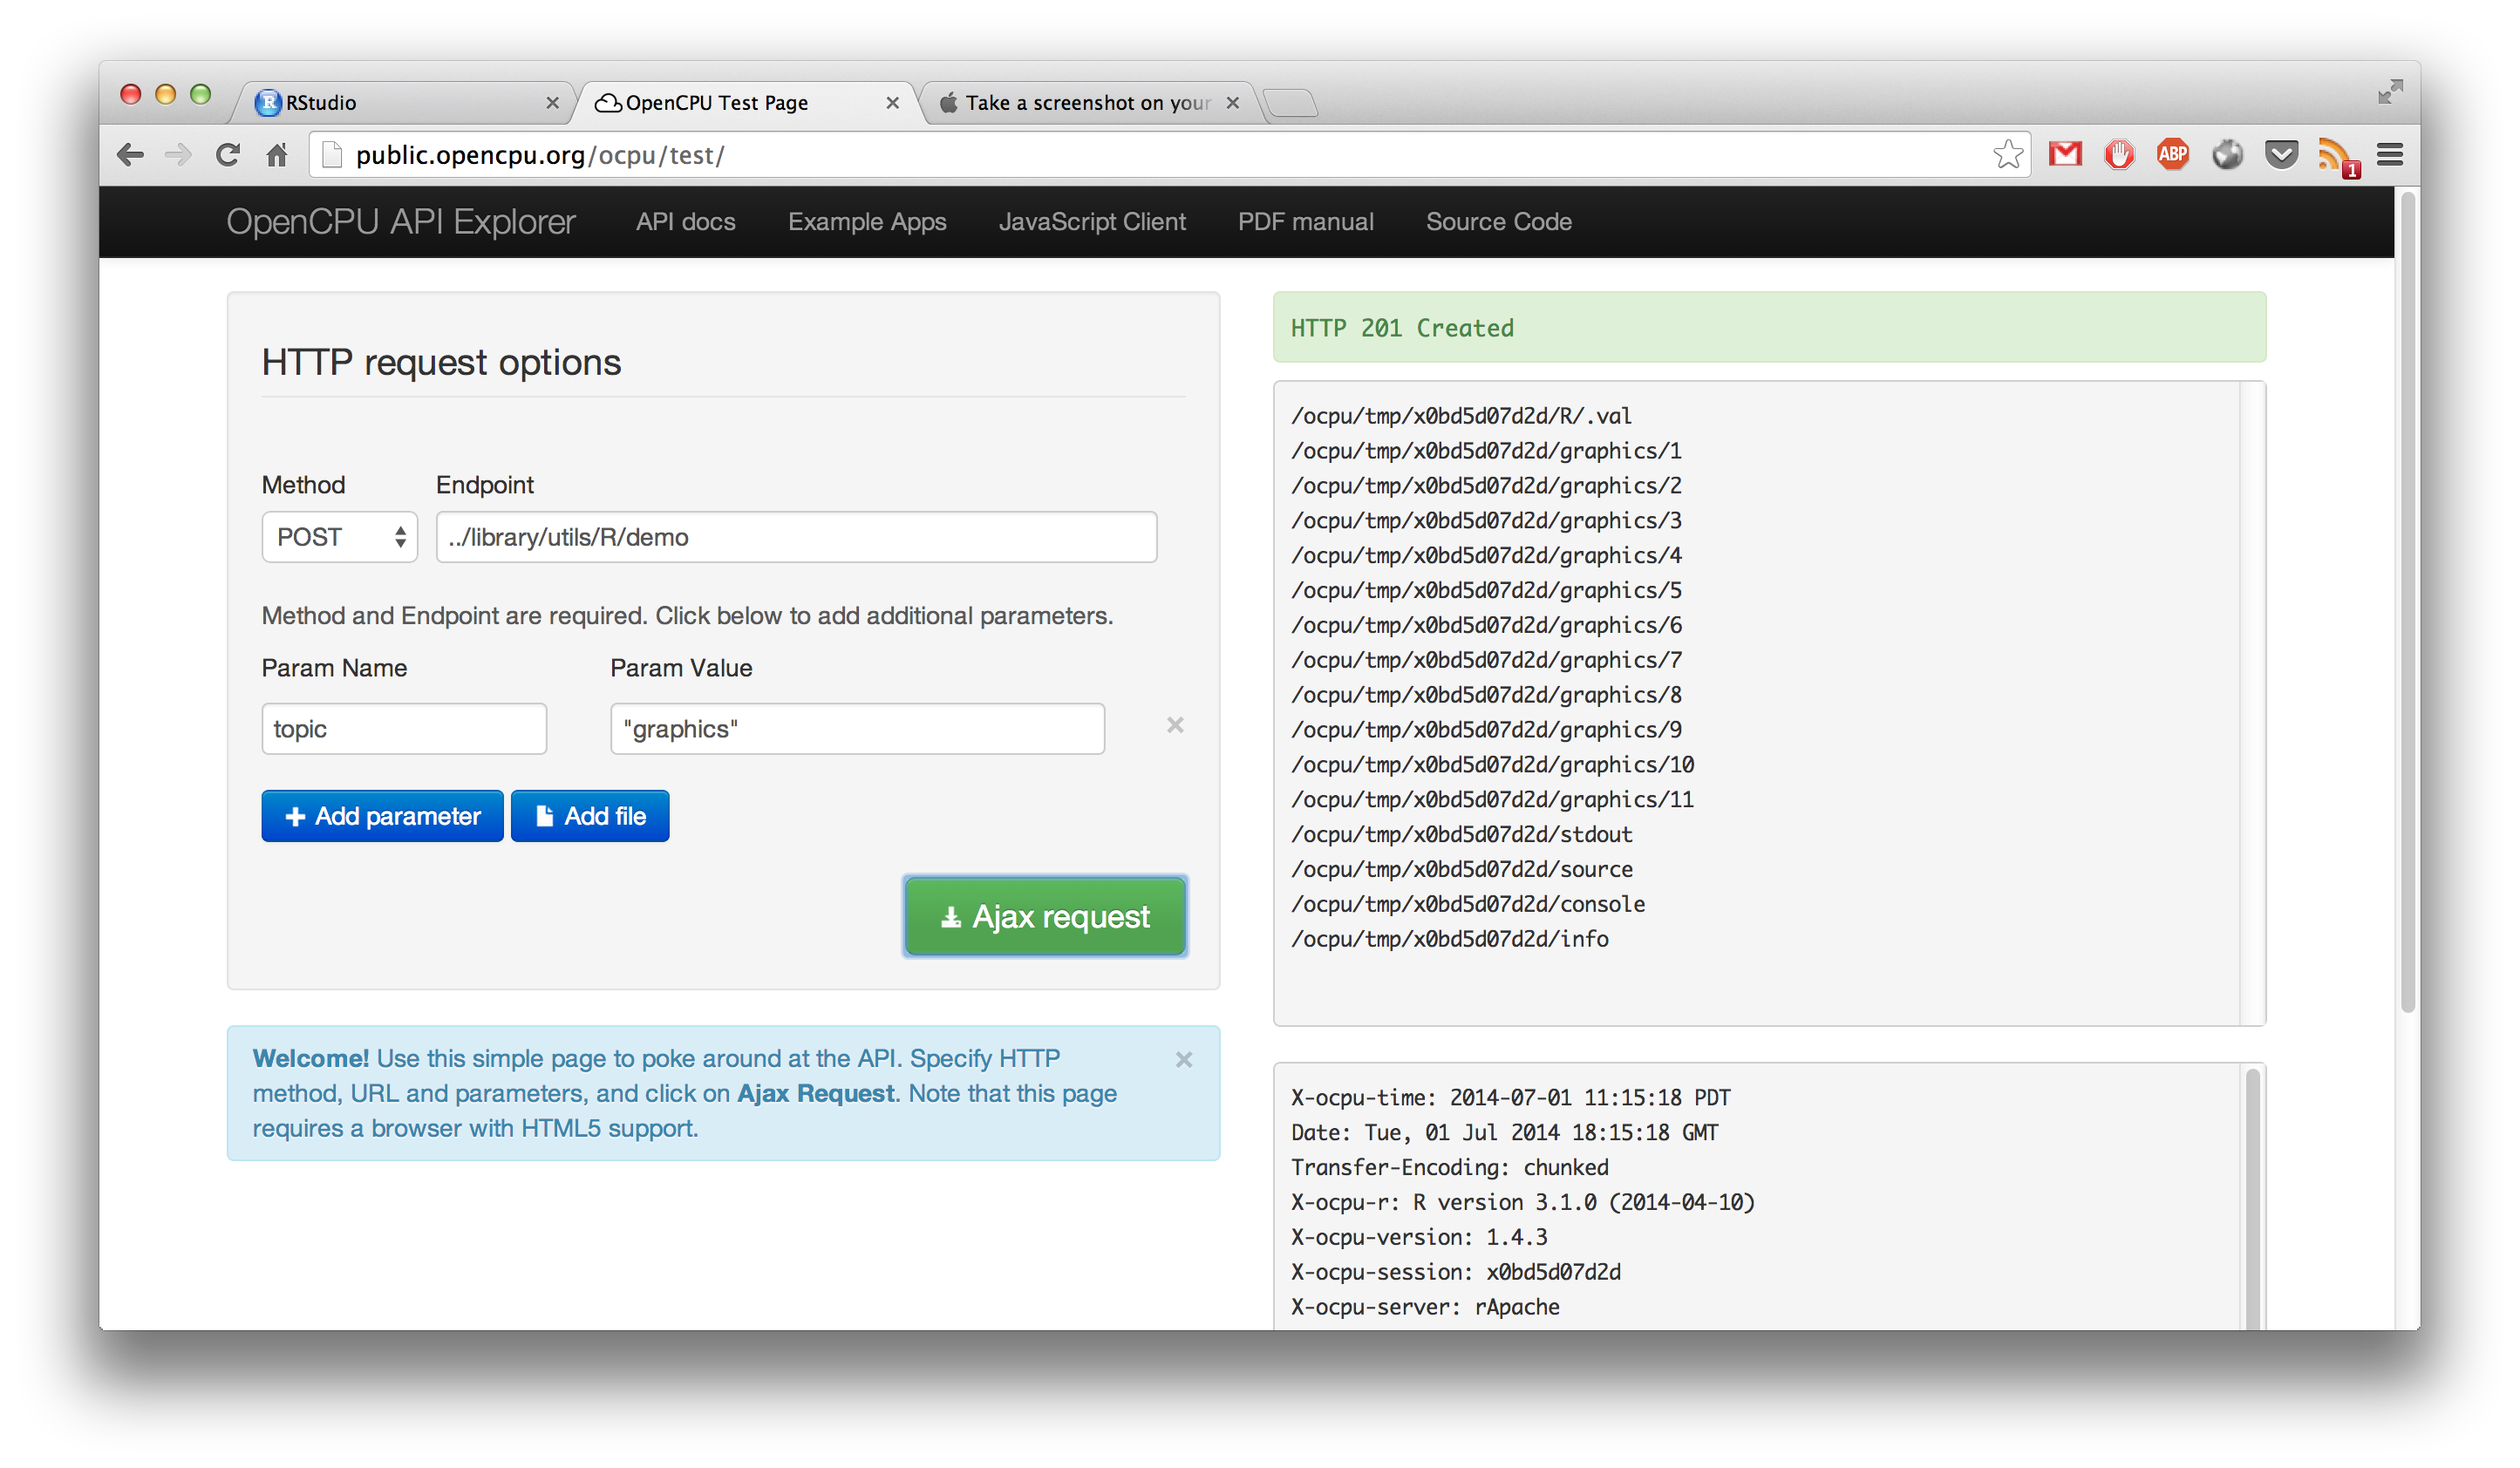 RStudio
OpenCPU Test Page
Take a screenshot on your
public.opencpu.org/ocpu/test/
ABP
1
OpenCPU API Explorer
API docs
Example Apps
JavaScript Client
PDF manual
Source Code
HTTP request options
Method
Endpoint
POST
../library/utils/R/demo
Method and Endpoint are required. Click below to add additional parameters.
Param Name
Param Value
topic
"graphics"
Add parameter
Add file
Ajax request
Welcome! Use this simple page to poke around at the API. Specify HTTP
method, URL and parameters, and click on Ajax Request. Note that this page
requires a browser with HTML5 support.
HTTP 201 Created
/ocpu/tmp/x0bd5d07d2d/R/.val
/ocpu/tmp/x0bd5d07d2d/graphics/1
/ocpu/tmp/x0bd5d07d2d/graphics/2
/ocpu/tmp/x0bd5d07d2d/graphics/3
/ocpu/tmp/x0bd5d07d2d/graphics/4
/ocpu/tmp/x0bd5d07d2d/graphics/5
/ocpu/tmp/x0bd5d07d2d/graphics/6
/ocpu/tmp/x0bd5d07d2d/graphics/7
/ocpu/tmp/x0bd5d07d2d/graphics/8
/ocpu/tmp/x0bd5d07d2d/graphics/9
/ocpu/tmp/x0bd5d07d2d/graphics/10
/ocpu/tmp/x0bd5d07d2d/graphics/11
/ocpu/tmp/x0bd5d07d2d/stdout
/ocpu/tmp/x0bd5d07d2d/source
/ocpu/tmp/x0bd5d07d2d/console
/ocpu/tmp/x0bd5d07d2d/info
X-ocpu-time: 2014-07-01 11:15:18 PDT
Date: Tue, 01 Jul 2014 18:15:18 GMT
Transfer-Encoding: chunked
X-ocpu-r: R version 3.1.0 (2014-04-10)
X-ocpu-version: 1.4.3
X-ocpu-session: x0bd5d07d2d
X-ocpu-server: rApache